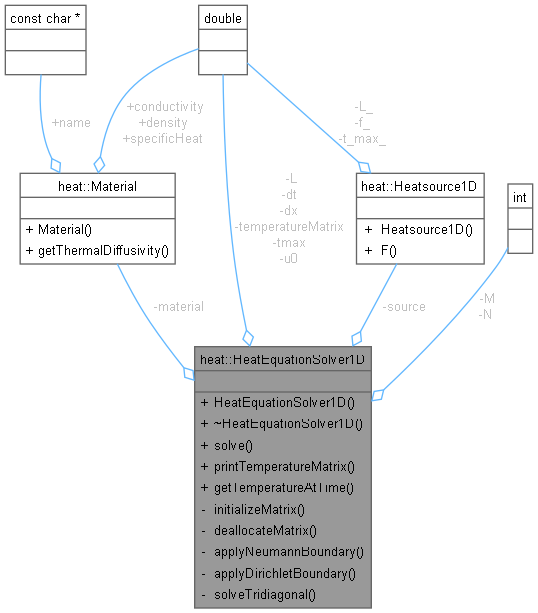 const char *
double
+name
+conductivity
+density
+specificHeat
-L_
-f_
-t_max_
heat::Material
+ Material()
+ getThermalDiffusivity()
-L
-dt
-dx
-temperatureMatrix
-tmax
-u0
heat::Heatsource1D
+ Heatsource1D()
+ F()
int
-material
-source
-M
-N
heat::HeatEquationSolver1D
+ HeatEquationSolver1D()
+ ~HeatEquationSolver1D()
+ solve()
+ printTemperatureMatrix()
+ getTemperatureAtTime()
- initializeMatrix()
- deallocateMatrix()
- applyNeumannBoundary()
- applyDirichletBoundary()
- solveTridiagonal()